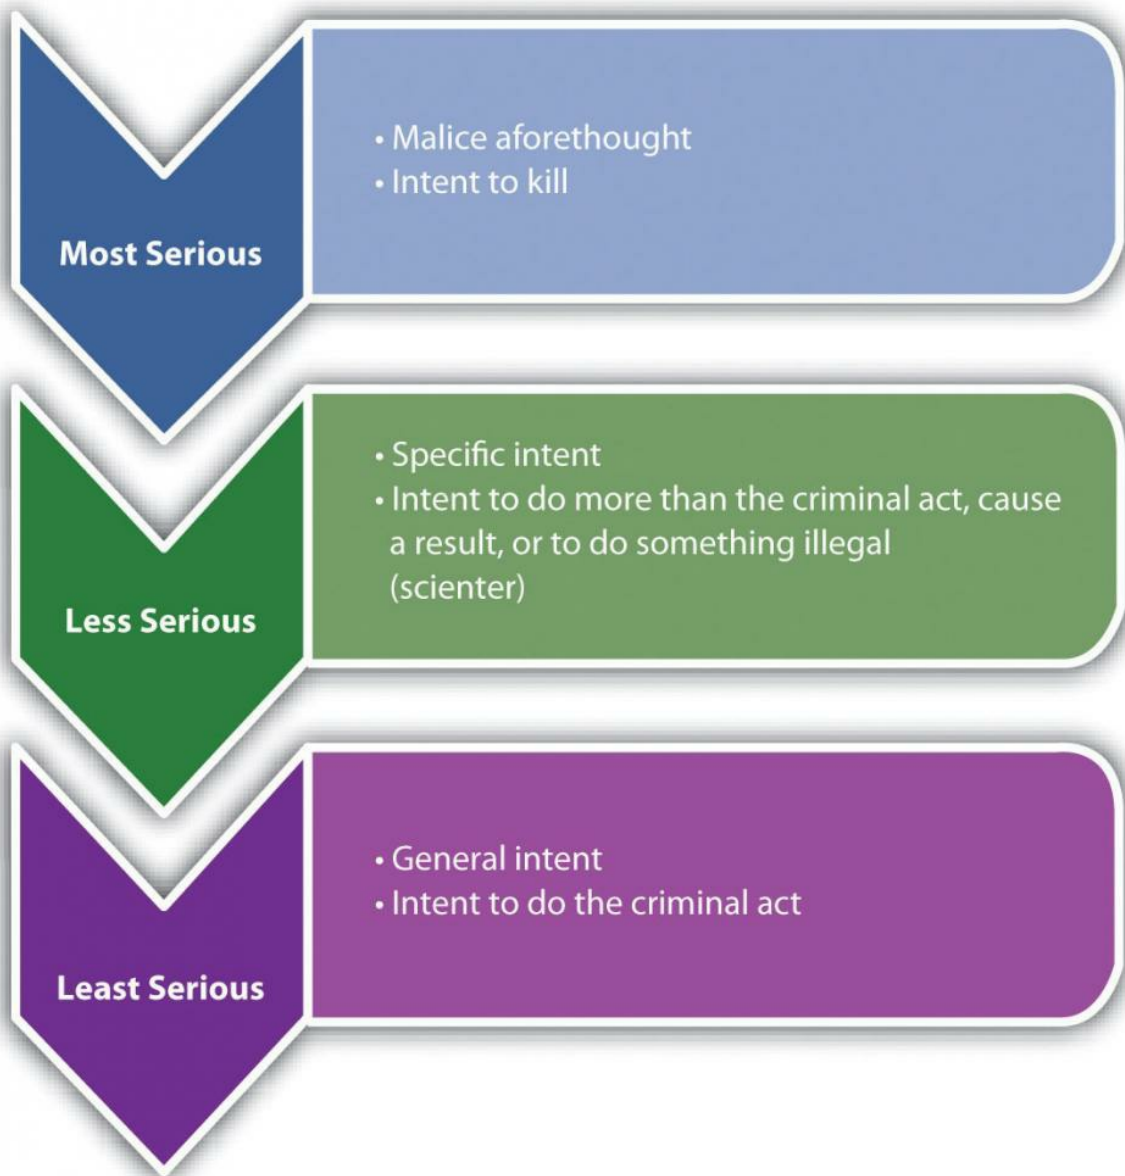 Most Serious
• Malice aforethought
• Intent to kill
Less Serious
• Specific intent
• Intent to do more than the criminal act, cause
a result, or to do something illegal
(scienter)
Least Serious
• General intent
• Intent to do the criminal act